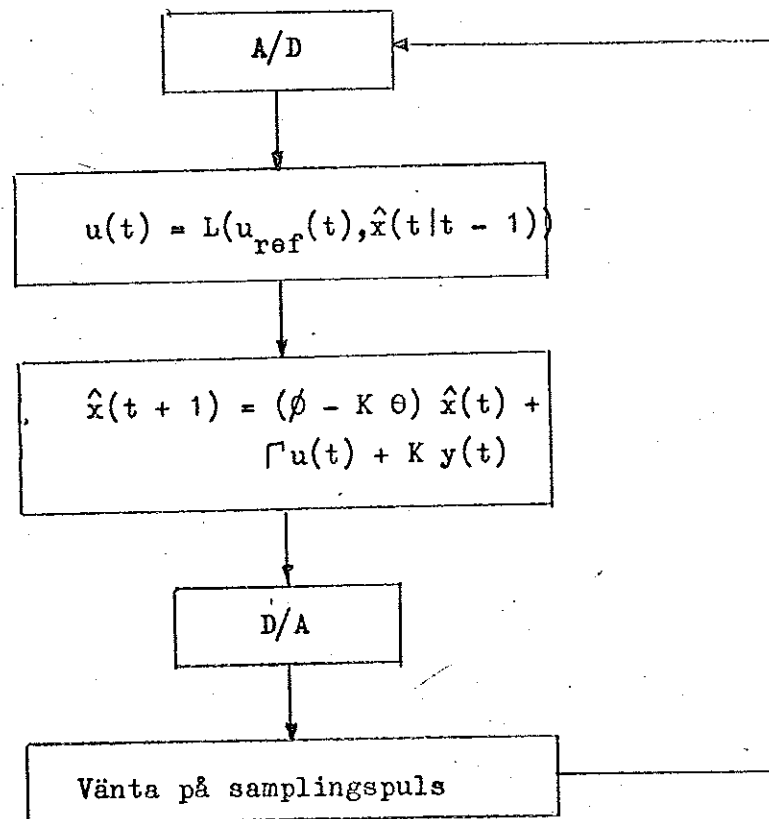 A/D
u(t) = L(u_ref(t),x̂(t|t - 1))
x̂(t + 1) = (ø - K θ) x̂(t) +
Γu(t) + K y(t)
D/A
Vänta på samplingspuls